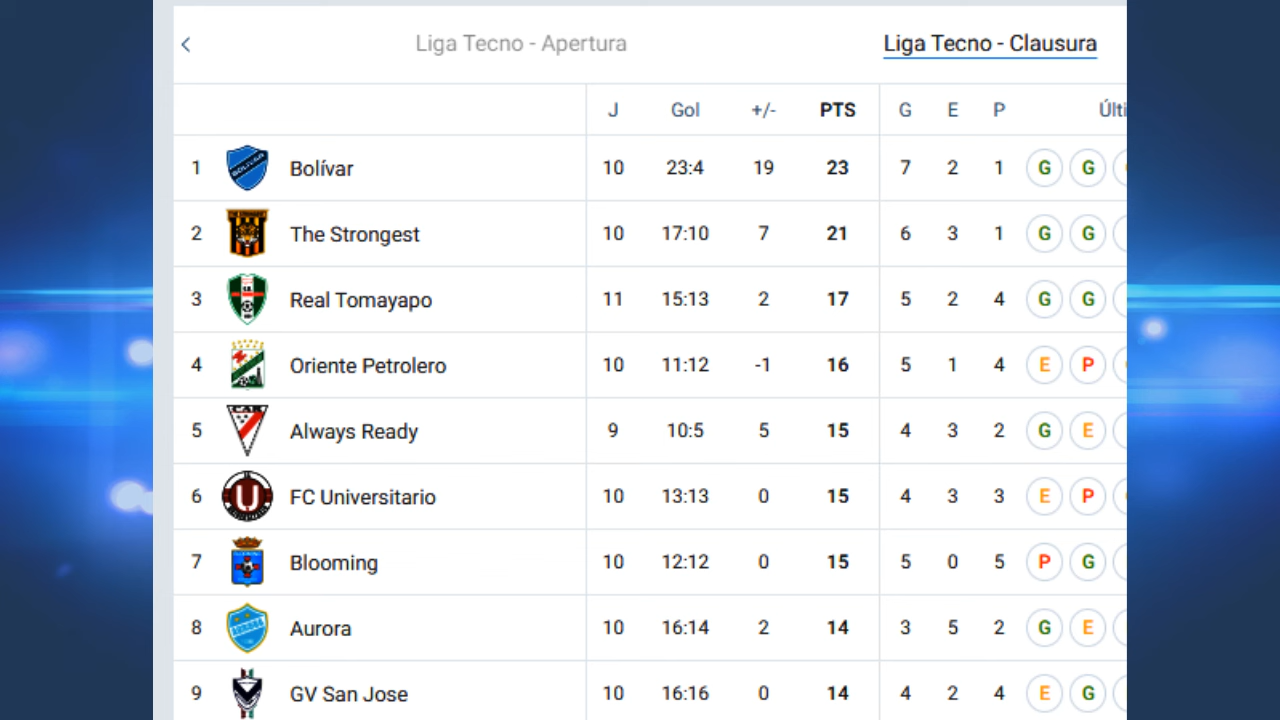 Liga Tecno - Apertura Liga Tecno - Clausura
J Gol +/- PTS G E P Últi
1 BOLIVAR Bolívar 10 23:4 19 23 7 2 1 G G
2 The Strongest 10 17:10 7 21 6 3 1 G G
3 Real Tomayapo 11 15:13 2 17 5 2 4 G G
4 Oriente Petrolero 10 11:12 -1 16 5 1 4 E P
5 CAR Always Ready 9 10:5 5 15 4 3 2 G E
6 U FC Universitario 10 13:13 0 15 4 3 3 E P
7 Blooming 10 12:12 0 15 5 0 5 P G
8 Aurora 10 16:14 2 14 3 5 2 G E
9 GV San Jose 10 16:16 0 14 4 2 4 E G